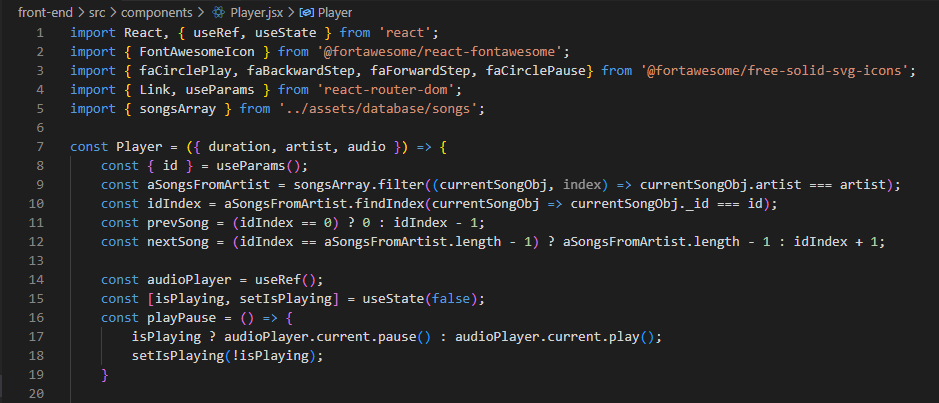 front-end > src > components > Player.jsx > Player
1 import React, { useRef, useState } from 'react';
2 import { FontAwesomeIcon } from '@fortawesome/react-fontawesome';
3 import { faCirclePlay, faBackwardStep, faForwardStep, faCirclePause} from '@fortawesome/free-solid-svg-icons';
4 import { Link, useParams } from 'react-router-dom';
5 import { songsArray } from '../assets/database/songs';
6
7 const Player = ({ duration, artist, audio }) => {
8     const { id } = useParams();
9     const aSongsFromArtist = songsArray.filter((currentSongObj, index) => currentSongObj.artist === artist);
10     const idIndex = aSongsFromArtist.findIndex(currentSongObj => currentSongObj._id === id);
11     const prevSong = (idIndex == 0) ? 0 : idIndex - 1;
12     const nextSong = (idIndex == aSongsFromArtist.length - 1) ? aSongsFromArtist.length - 1 : idIndex + 1;
13
14     const audioPlayer = useRef();
15     const [isPlaying, setIsPlaying] = useState(false);
16     const playPause = () => {
17         isPlaying ? audioPlayer.current.pause() : audioPlayer.current.play();
18         setIsPlaying(!isPlaying);
19     }
20